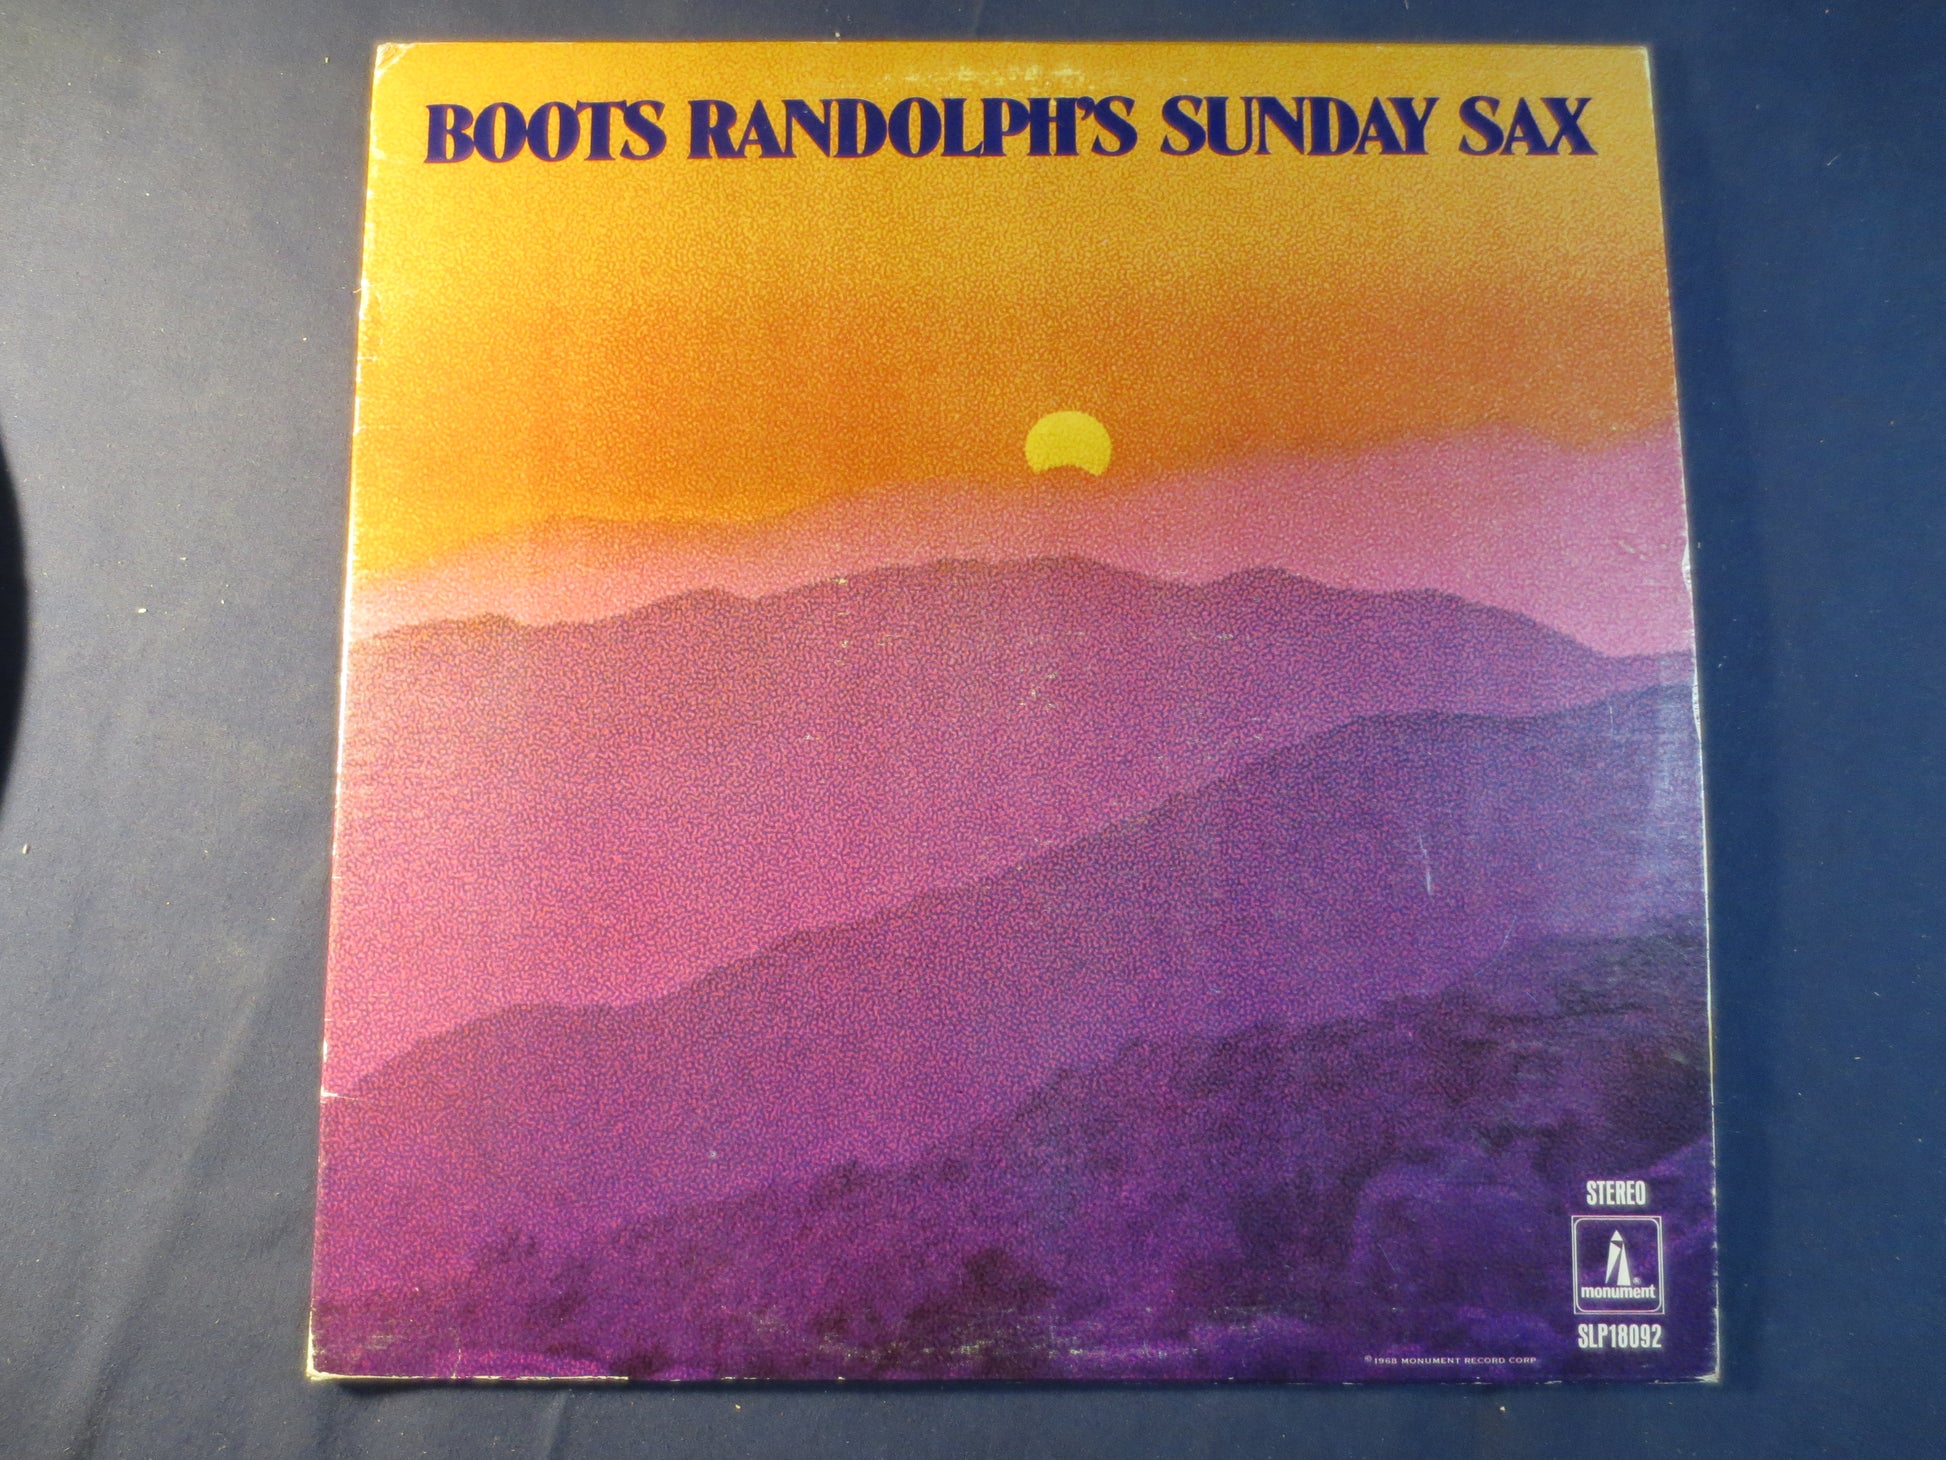 BOOTS RANDOLPH'S SUNDAY SAX
STEREO
monument®
SLP18092
©1968 MONUMENT RECORD CORP